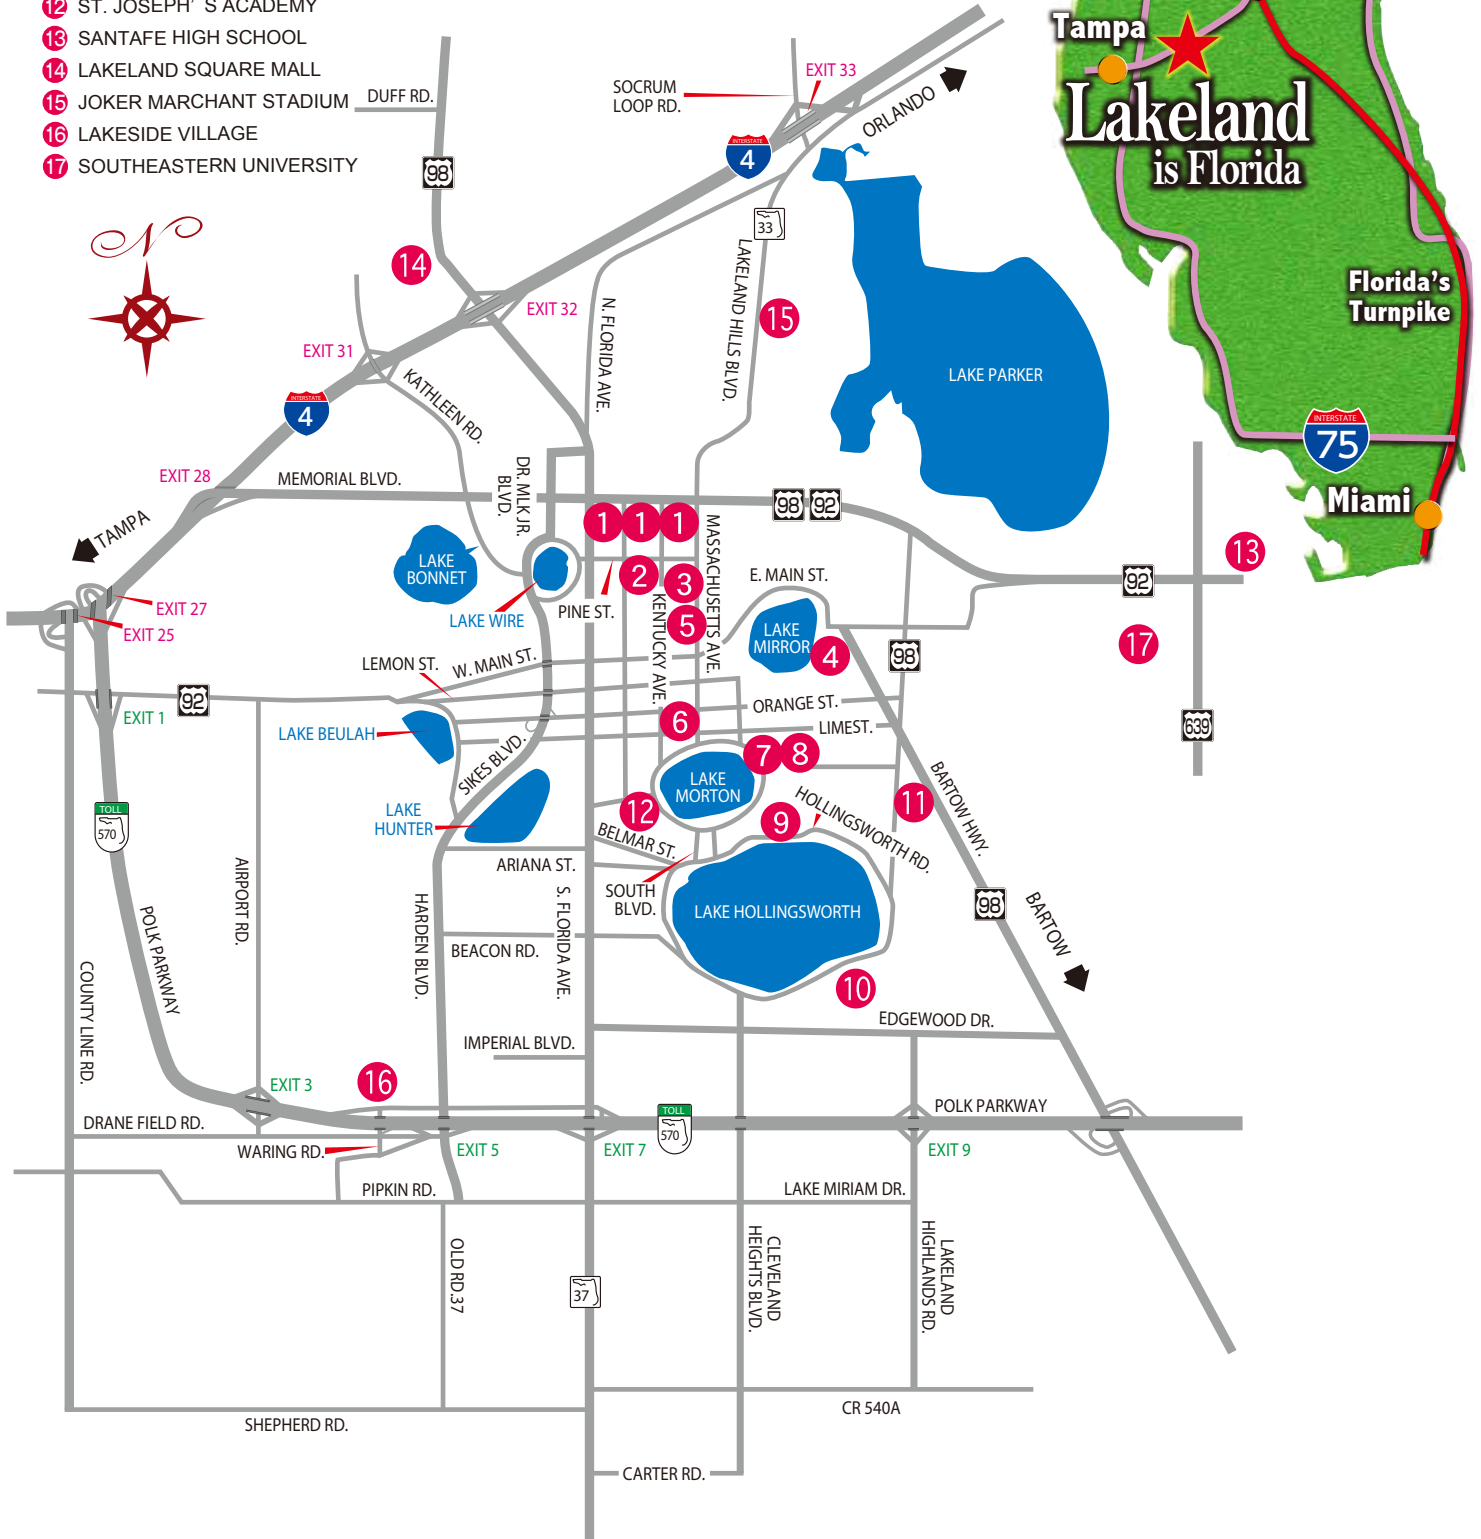 12 ST. JOSEPH' S ACADEMY
13 SANTAFE HIGH SCHOOL
14 LAKELAND SQUARE MALL
15 JOKER MARCHANT STADIUM
16 LAKESIDE VILLAGE
17 SOUTHEASTERN UNIVERSITY
N
Tampa
Lakeland
is Florida
Florida's
Turnpike
INTERSTATE
75
Miami
DUFF RD.
98
SOCRUM
LOOP RD.
EXIT 33
ORLANDO
INTERSTATE
4
33
14
EXIT 32
N. FLORIDA AVE.
LAKELAND HILLS BLVD.
15
LAKE PARKER
EXIT 31
KATHLEEN RD.
INTERSTATE
4
EXIT 28
MEMORIAL BLVD.
DR. MLK JR.
BLVD.
98
92
TAMPA
1
1
1
MASSACHUSETTS AVE.
13
LAKE
BONNET
2
3
E. MAIN ST.
92
EXIT 27
EXIT 25
LAKE WIRE
PINE ST.
KENTUCKY AVE.
5
LAKE
MIRROR
4
98
17
LEMON ST.
W. MAIN ST.
92
EXIT 1
ORANGE ST.
LIMEST.
639
LAKE BEULAH
6
SIKES BLVD.
7
8
LAKE
MORTON
BARTOW HWY.
TOLL
570
LAKE
HUNTER
12
HOLLINGSWORTH RD.
11
9
BELMAR ST.
AIRPORT RD.
ARIANA ST.
SOUTH
BLVD.
LAKE HOLLINGSWORTH
98
BARTOW
POLK PARKWAY
HARDEN BLVD.
S. FLORIDA AVE.
BEACON RD.
COUNTY LINE RD.
10
EDGEWOOD DR.
IMPERIAL BLVD.
EXIT 3
16
TOLL
570
POLK PARKWAY
DRANE FIELD RD.
WARING RD.
EXIT 5
EXIT 7
EXIT 9
PIPKIN RD.
LAKE MIRIAM DR.
OLD RD.37
37
CLEVELAND
HEIGHTS BLVD.
LAKELAND
HIGHLANDS RD.
CR 540A
SHEPHERD RD.
CARTER RD.